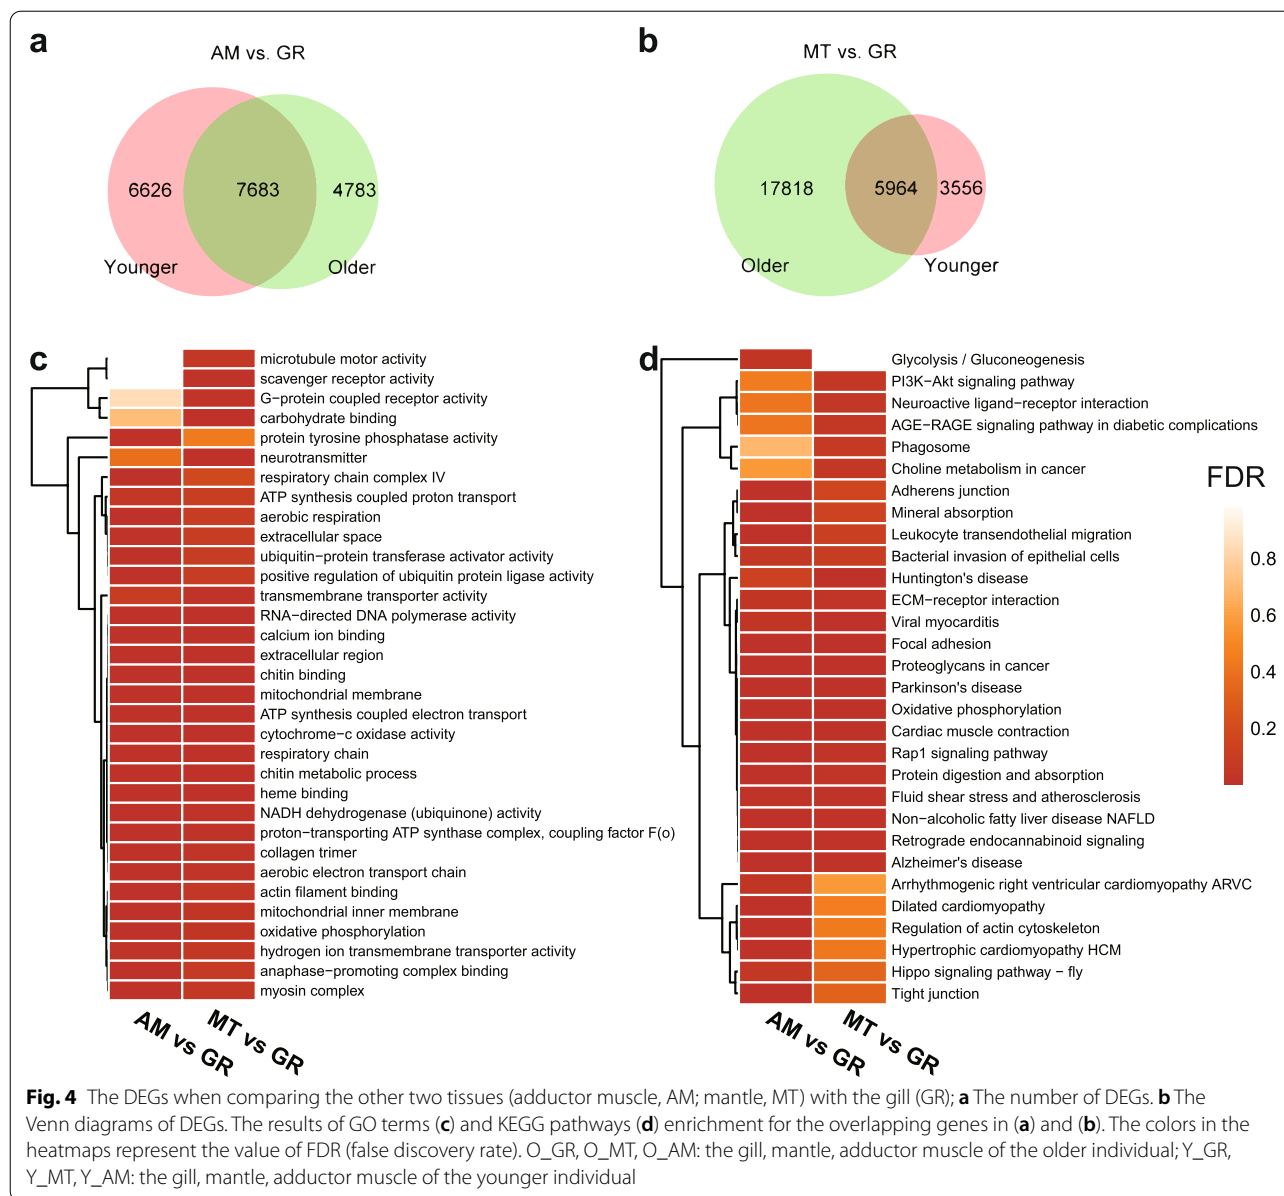 a
AM vs. GR
6626
7683
4783
Younger
Older
b
MT vs. GR
17818
5964
3556
Older
Younger
c
microtubule motor activity
scavenger receptor activity
G−protein coupled receptor activity
carbohydrate binding
protein tyrosine phosphatase activity
neurotransmitter
respiratory chain complex IV
ATP synthesis coupled proton transport
aerobic respiration
extracellular space
ubiquitin−protein transferase activator activity
positive regulation of ubiquitin protein ligase activity
transmembrane transporter activity
RNA−directed DNA polymerase activity
calcium ion binding
extracellular region
chitin binding
mitochondrial membrane
ATP synthesis coupled electron transport
cytochrome−c oxidase activity
respiratory chain
chitin metabolic process
heme binding
NADH dehydrogenase (ubiquinone) activity
proton−transporting ATP synthase complex, coupling factor F(o)
collagen trimer
aerobic electron transport chain
actin filament binding
mitochondrial inner membrane
oxidative phosphorylation
hydrogen ion transmembrane transporter activity
anaphase−promoting complex binding
myosin complex
AM vs GR
MT vs GR
d
Glycolysis / Gluconeogenesis
PI3K−Akt signaling pathway
Neuroactive ligand−receptor interaction
AGE−RAGE signaling pathway in diabetic complications
Phagosome
Choline metabolism in cancer
Adherens junction
Mineral absorption
Leukocyte transendothelial migration
Bacterial invasion of epithelial cells
Huntington's disease
ECM−receptor interaction
Viral myocarditis
Focal adhesion
Proteoglycans in cancer
Parkinson's disease
Oxidative phosphorylation
Cardiac muscle contraction
Rap1 signaling pathway
Protein digestion and absorption
Fluid shear stress and atherosclerosis
Non−alcoholic fatty liver disease NAFLD
Retrograde endocannabinoid signaling
Alzheimer's disease
Arrhythmogenic right ventricular cardiomyopathy ARVC
Dilated cardiomyopathy
Regulation of actin cytoskeleton
Hypertrophic cardiomyopathy HCM
Hippo signaling pathway − fly
Tight junction
AM vs GR
MT vs GR
FDR
0.8
0.6
0.4
0.2
Fig. 4 The DEGs when comparing the other two tissues (adductor muscle, AM; mantle, MT) with the gill (GR); a The number of DEGs. b The
Venn diagrams of DEGs. The results of GO terms (c) and KEGG pathways (d) enrichment for the overlapping genes in (a) and (b). The colors in the
heatmaps represent the value of FDR (false discovery rate). O_GR, O_MT, O_AM: the gill, mantle, adductor muscle of the older individual; Y_GR,
Y_MT, Y_AM: the gill, mantle, adductor muscle of the younger individual